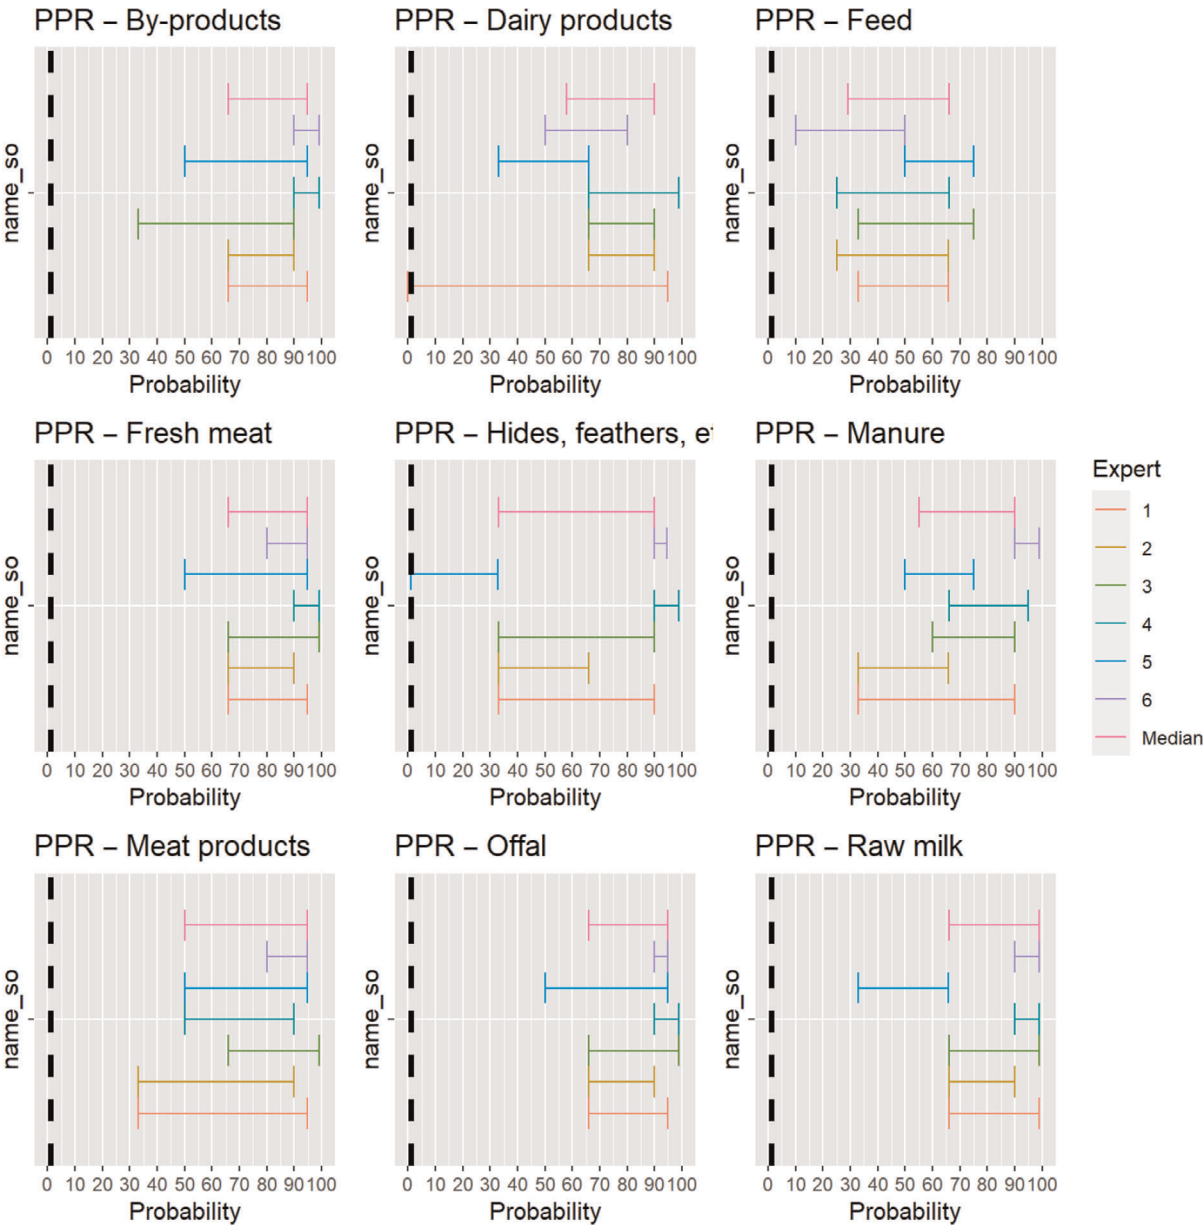 PPR – By-products
PPR – Dairy products
PPR – Feed
name_so
name_so
name_so
0 10 20 30 40 50 60 70 80 90 100
0 10 20 30 40 50 60 70 80 90 100
0 10 20 30 40 50 60 70 80 90 100
Probability
Probability
Probability
PPR – Fresh meat
PPR – Hides, feathers, et
PPR – Manure
name_so
name_so
name_so
0 10 20 30 40 50 60 70 80 90 100
0 10 20 30 40 50 60 70 80 90 100
0 10 20 30 40 50 60 70 80 90 100
Probability
Probability
Probability
Expert
1
2
3
4
5
6
Median
PPR – Meat products
PPR – Offal
PPR – Raw milk
name_so
name_so
name_so
0 10 20 30 40 50 60 70 80 90 100
0 10 20 30 40 50 60 70 80 90 100
0 10 20 30 40 50 60 70 80 90 100
Probability
Probability
Probability